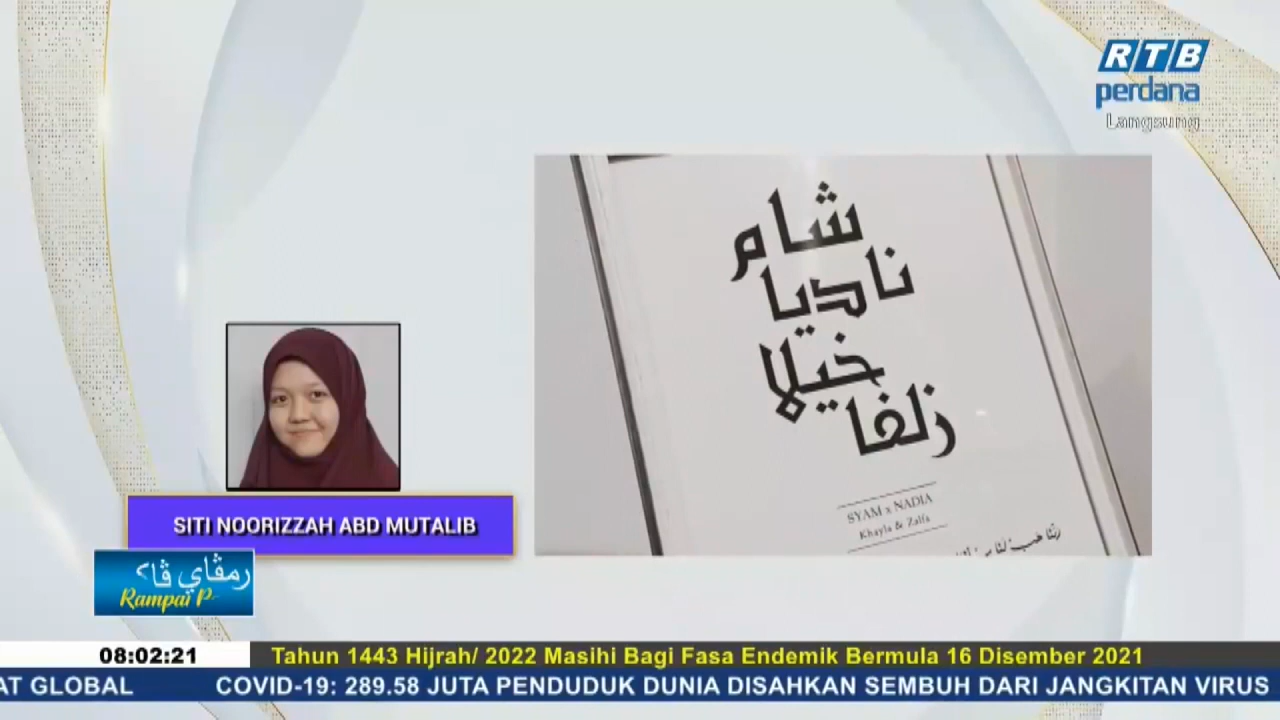 RTB
perdana
Langsung
شام
ناديا
خيلا
زلفا
SYAM x NADIA
Khayla & Zalfa
SITI NOORIZZAH ABD MUTALIB
رمڤاي ڤا
Rampai P
08:02:21
Tahun 1443 Hijrah/ 2022 Masihi Bagi Fasa Endemik Bermula 16 Disember 2021
AT GLOBAL COVID-19: 289.58 JUTA PENDUDUK DUNIA DISAHKAN SEMBUH DARI JANGKITAN VIRUS